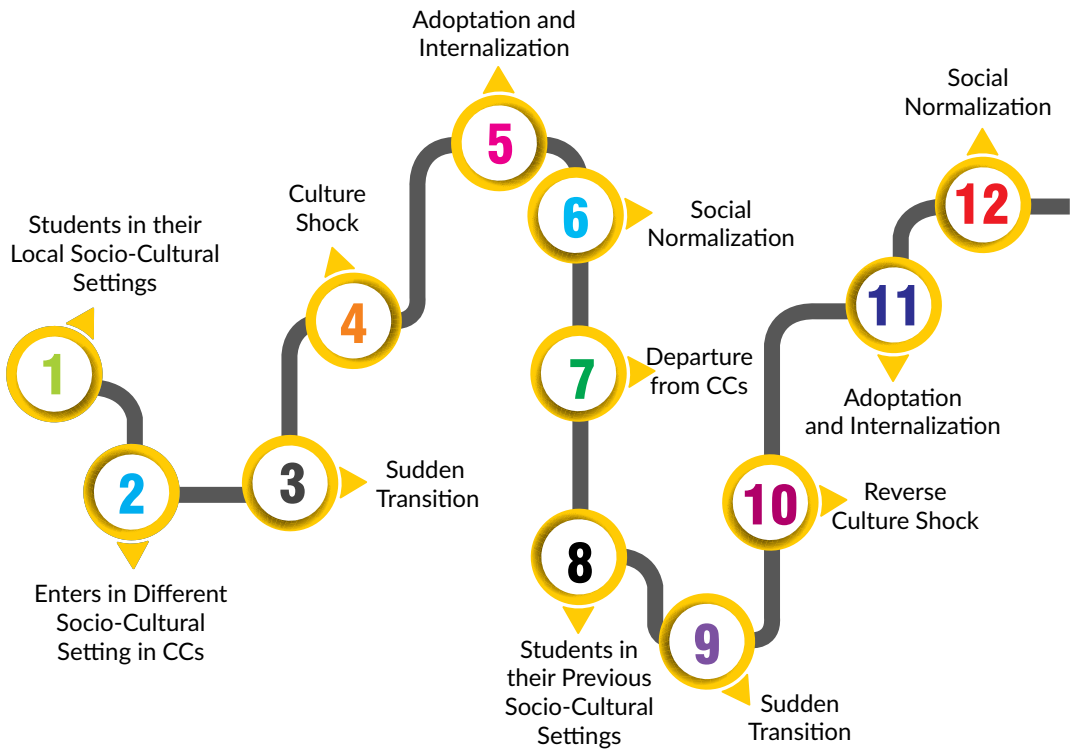 1
Students in their
Local Socio-Cultural
Settings
2
Enters in Different
Socio-Cultural
Setting in CCs
3
Sudden
Transition
4
Culture
Shock
5
Adoptation and
Internalization
6
Social
Normalization
7
Departure
from CCs
8
Students in
their Previous
Socio-Cultural
Settings
9
Sudden
Transition
10
Reverse
Culture Shock
11
Adoptation
and Internalization
12
Social
Normalization